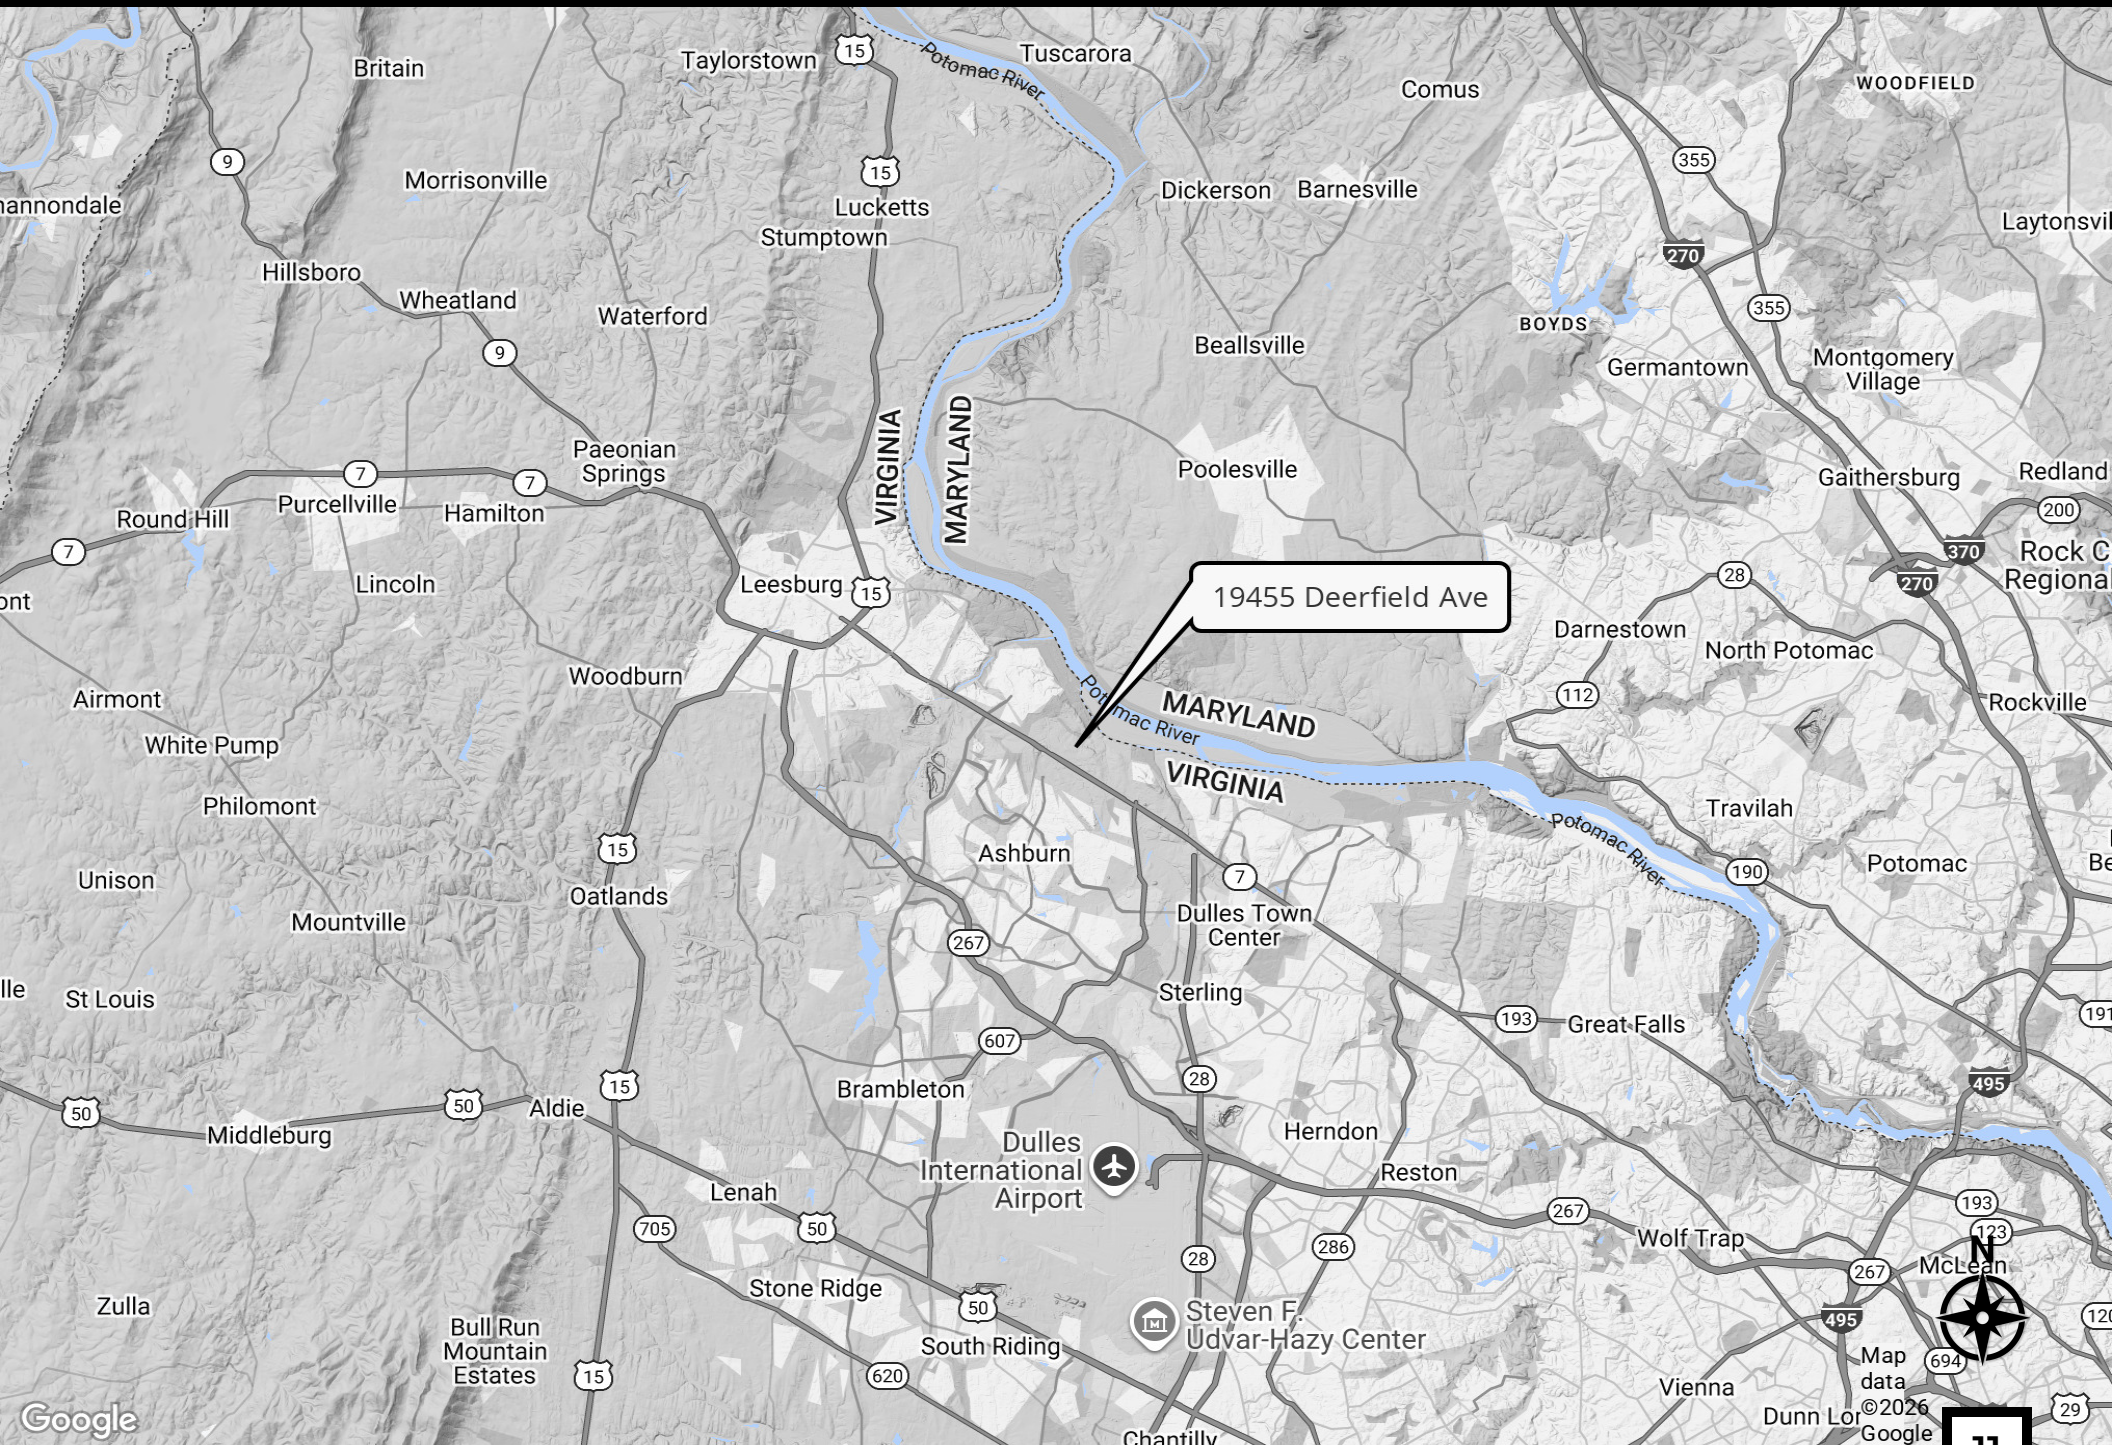 Britain
Taylorstown
15
Potomac River
Tuscarora
Comus
WOODFIELD
9
Morrisonville
15
Lucketts
Stumptown
Dickerson
Barnesville
355
270
Laytonsvil
Hillsboro
Wheatland
Waterford
9
355
BOYDS
Beallsville
Germantown
Montgomery
Village
VIRGINIA
MARYLAND
Paeonian
Springs
7
7
Purcellville
Hamilton
Round Hill
7
Poolesville
Gaithersburg
Redland
200
370
270
Rock C
Regional
28
Lincoln
Leesburg
15
19455 Deerfield Ave
Darnestown
North Potomac
112
Rockville
Woodburn
Airmont
White Pump
Philomont
Potomac River
MARYLAND
VIRGINIA
Travilah
Potomac River
190
Potomac
Be
15
Oatlands
Unison
Mountville
Ashburn
7
Dulles Town
Center
267
Sterling
St Louis
193
Great Falls
191
607
28
Brambleton
495
50
Middleburg
50
Aldie
15
Dulles
International
Airport
Herndon
Reston
Lenah
705
50
267
Wolf Trap
193
123
N
McLean
267
286
28
Stone Ridge
50
Steven F.
Udvar-Hazy Center
495
120
Zulla
Bull Run
Mountain
Estates
South Riding
15
620
694
Vienna
29
Dunn Lor
Chantilly
Map
data
©2026
Google
Google